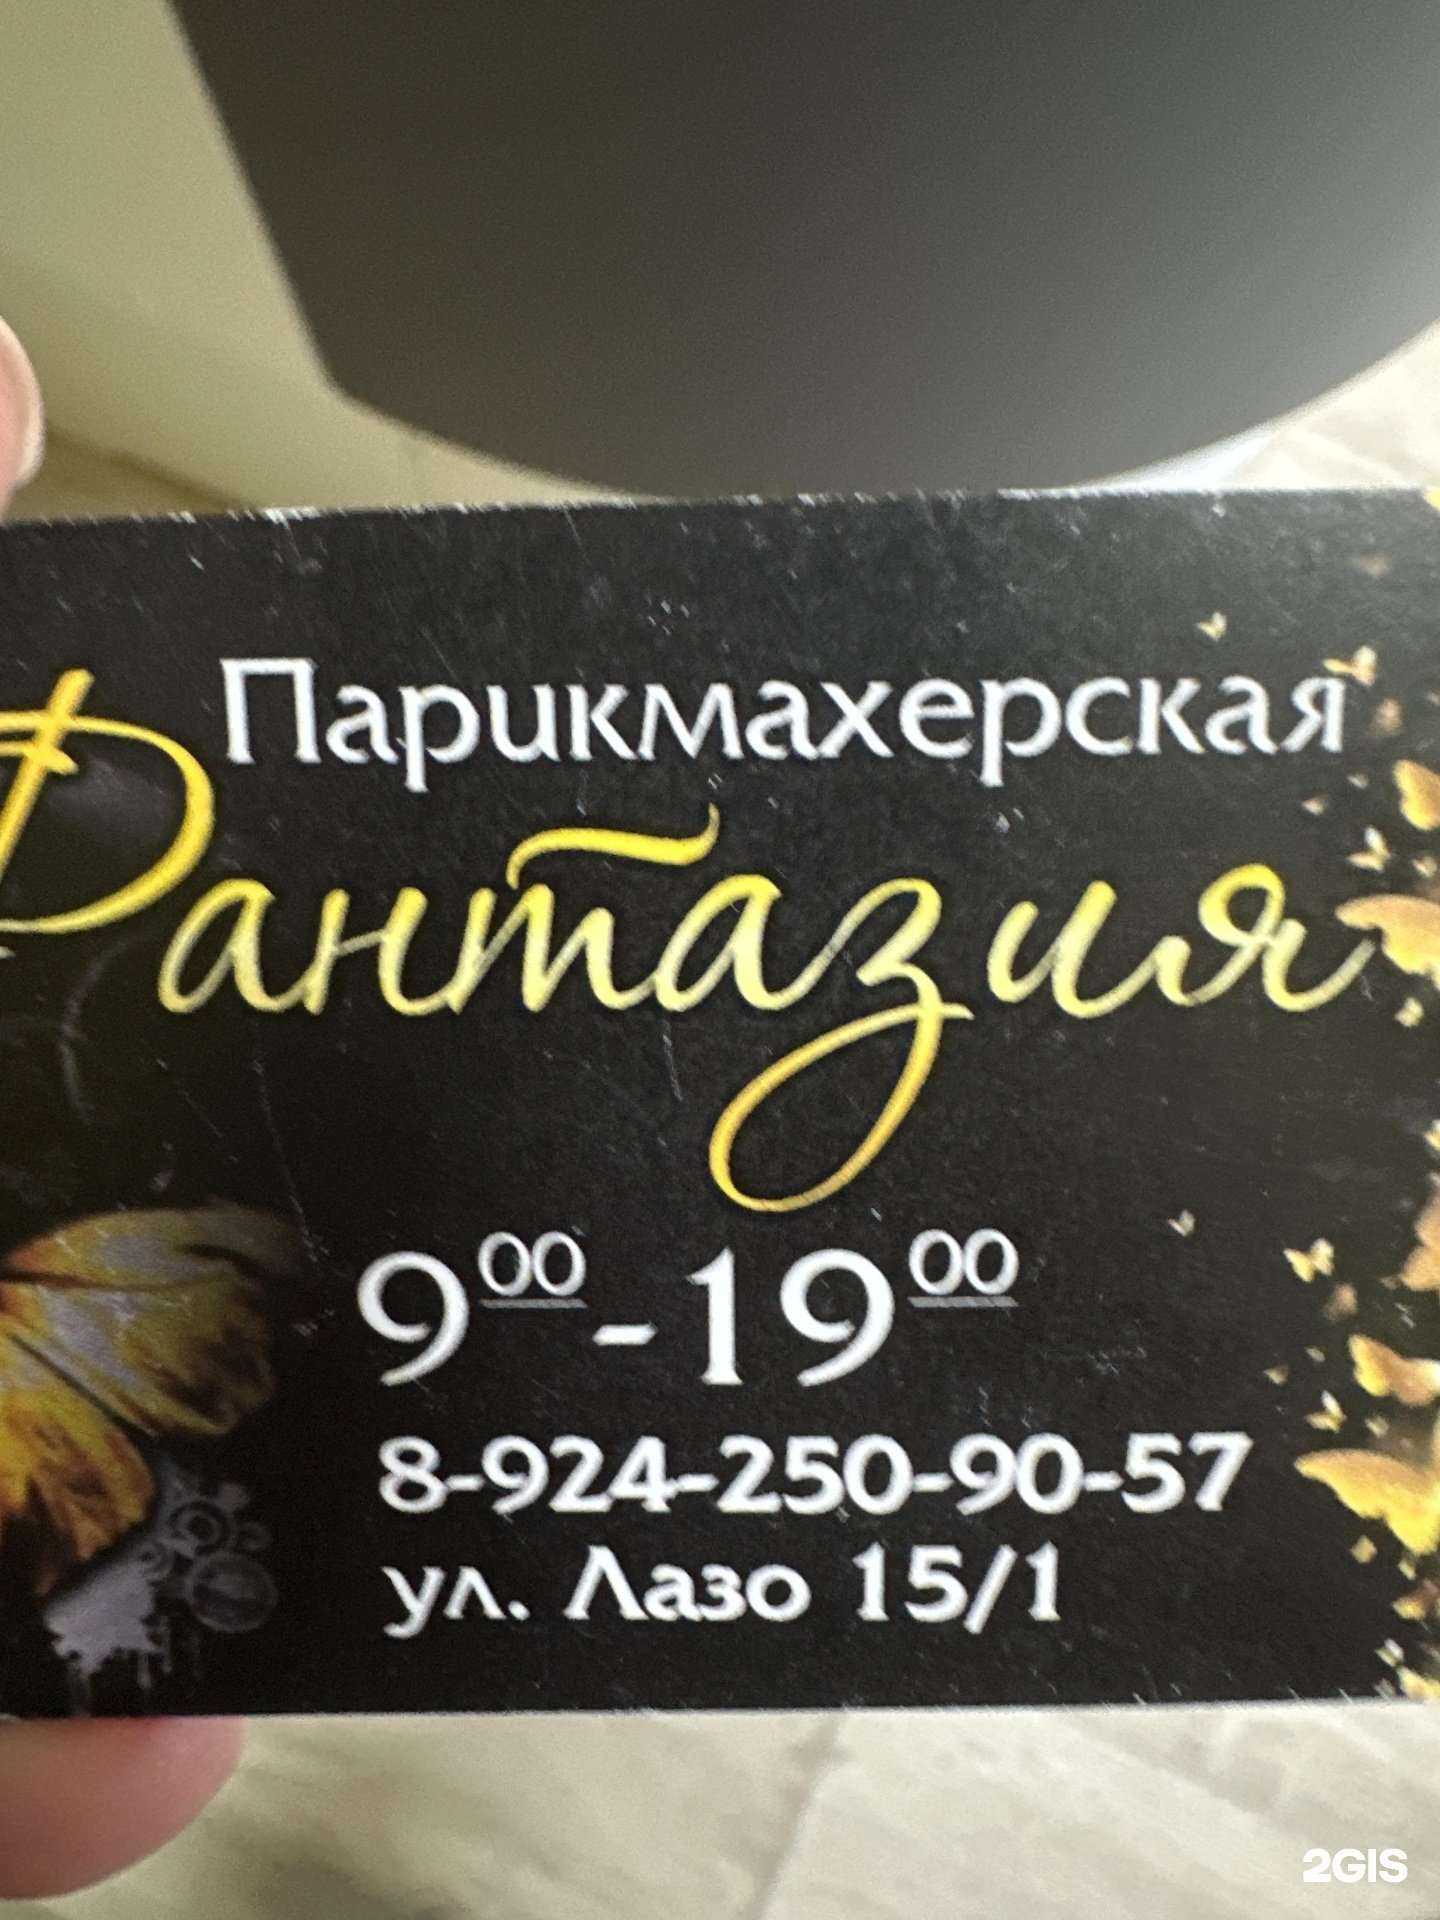 Парикмахерская
Фантазия
9⁰⁰-19⁰⁰
8-924-250-90-57
ул. Лазо 15/1
2GIS